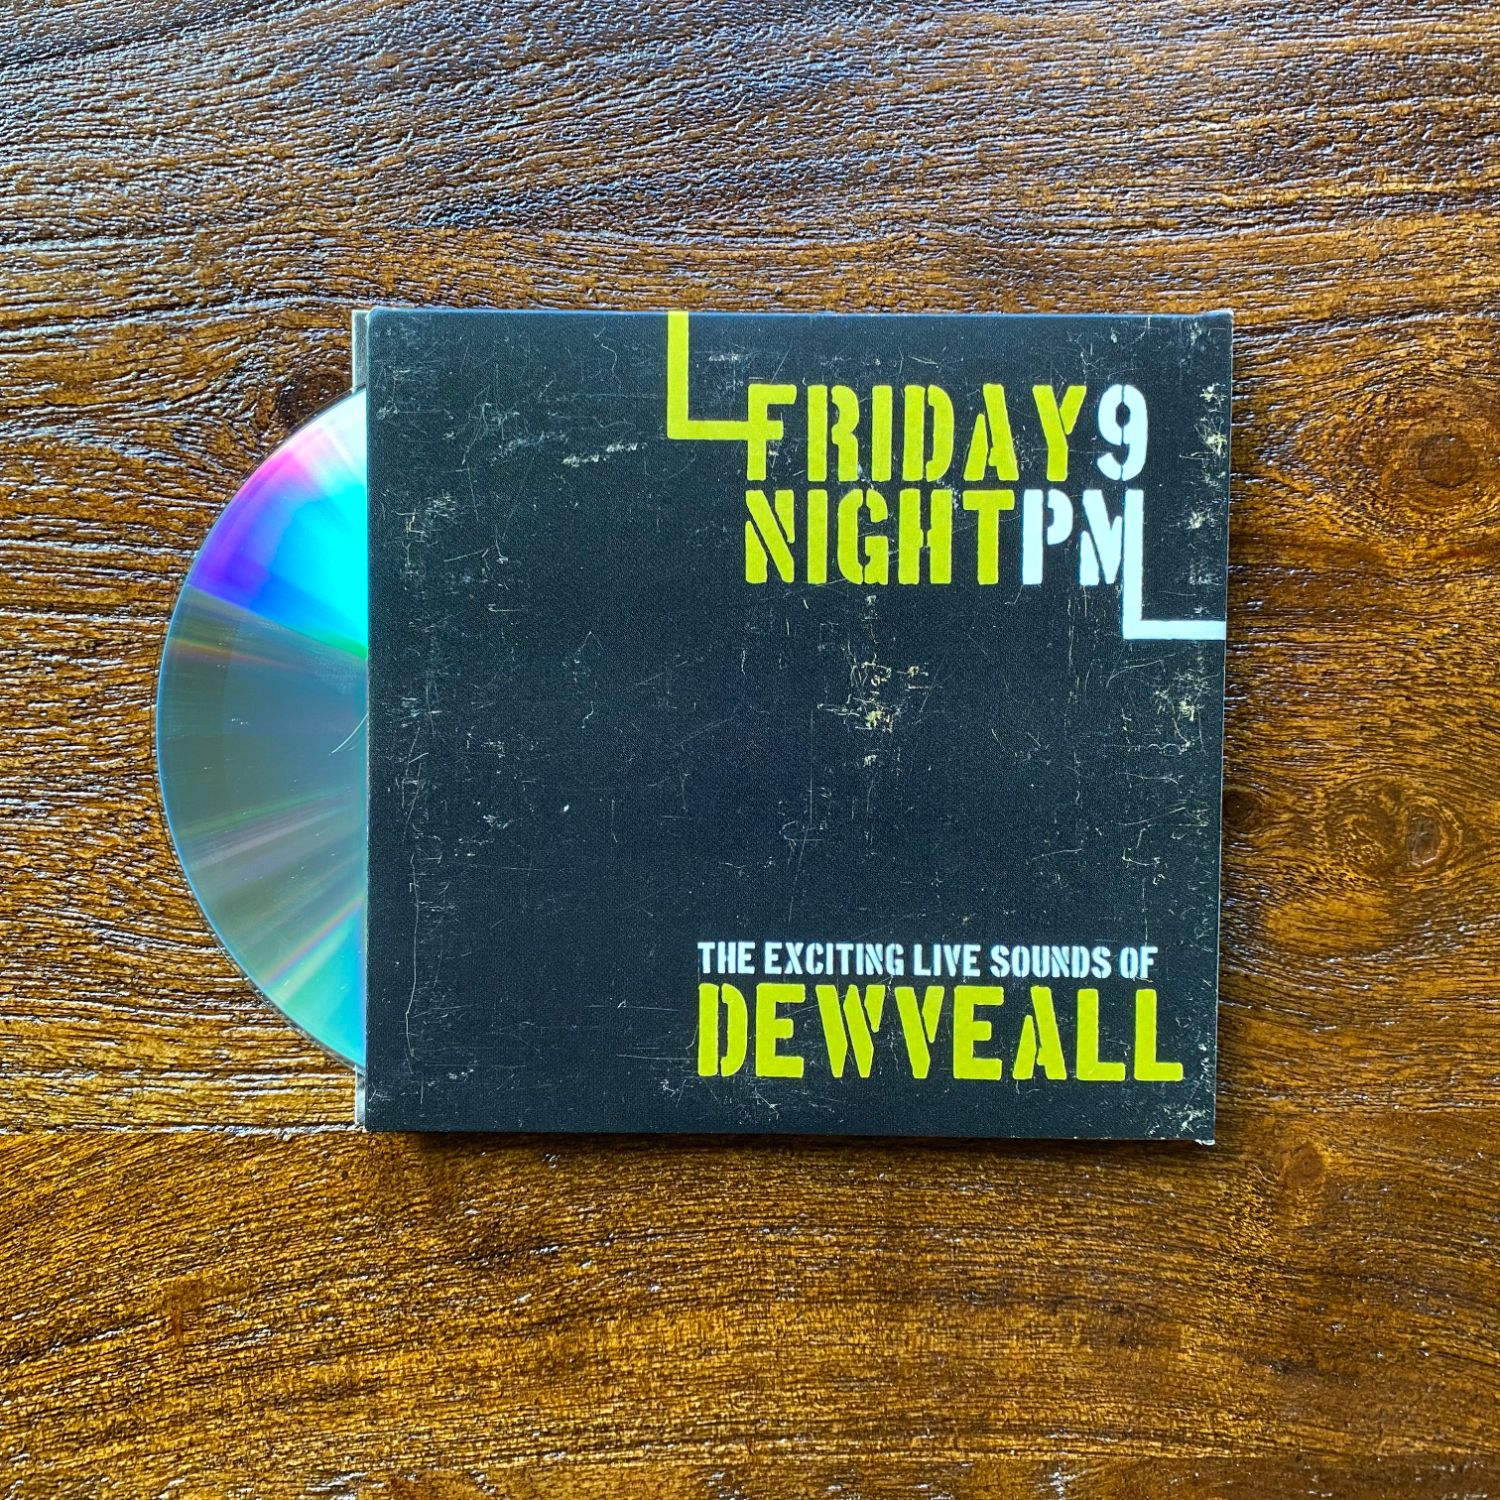 FRIDAY 9
NIGHT PM
THE EXCITING LIVE SOUNDS OF
DEWVEALL